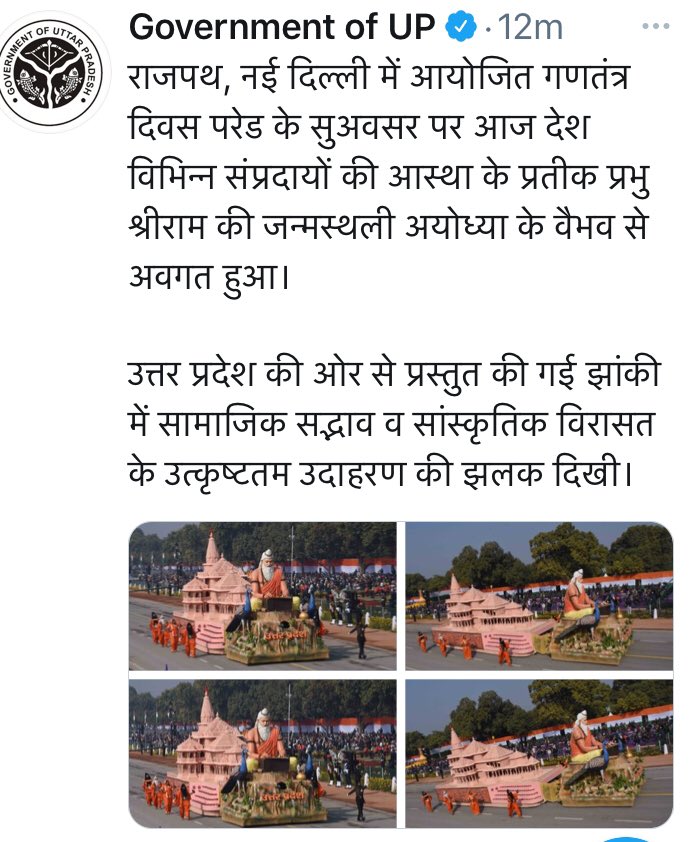 GOVERNMENT OF UTTAR PRADESH
Government of UP · 12m
राजपथ, नई दिल्ली में आयोजित गणतंत्र
दिवस परेड के सुअवसर पर आज देश
विभिन्न संप्रदायों की आस्था के प्रतीक प्रभु
श्रीराम की जन्मस्थली अयोध्या के वैभव से
अवगत हुआ।
उत्तर प्रदेश की ओर से प्रस्तुत की गई झांकी
में सामाजिक सद्भाव व सांस्कृतिक विरासत
के उत्कृष्टतम उदाहरण की झलक दिखी।
उत्तर प्रदेश
उत्तर प्रदेश